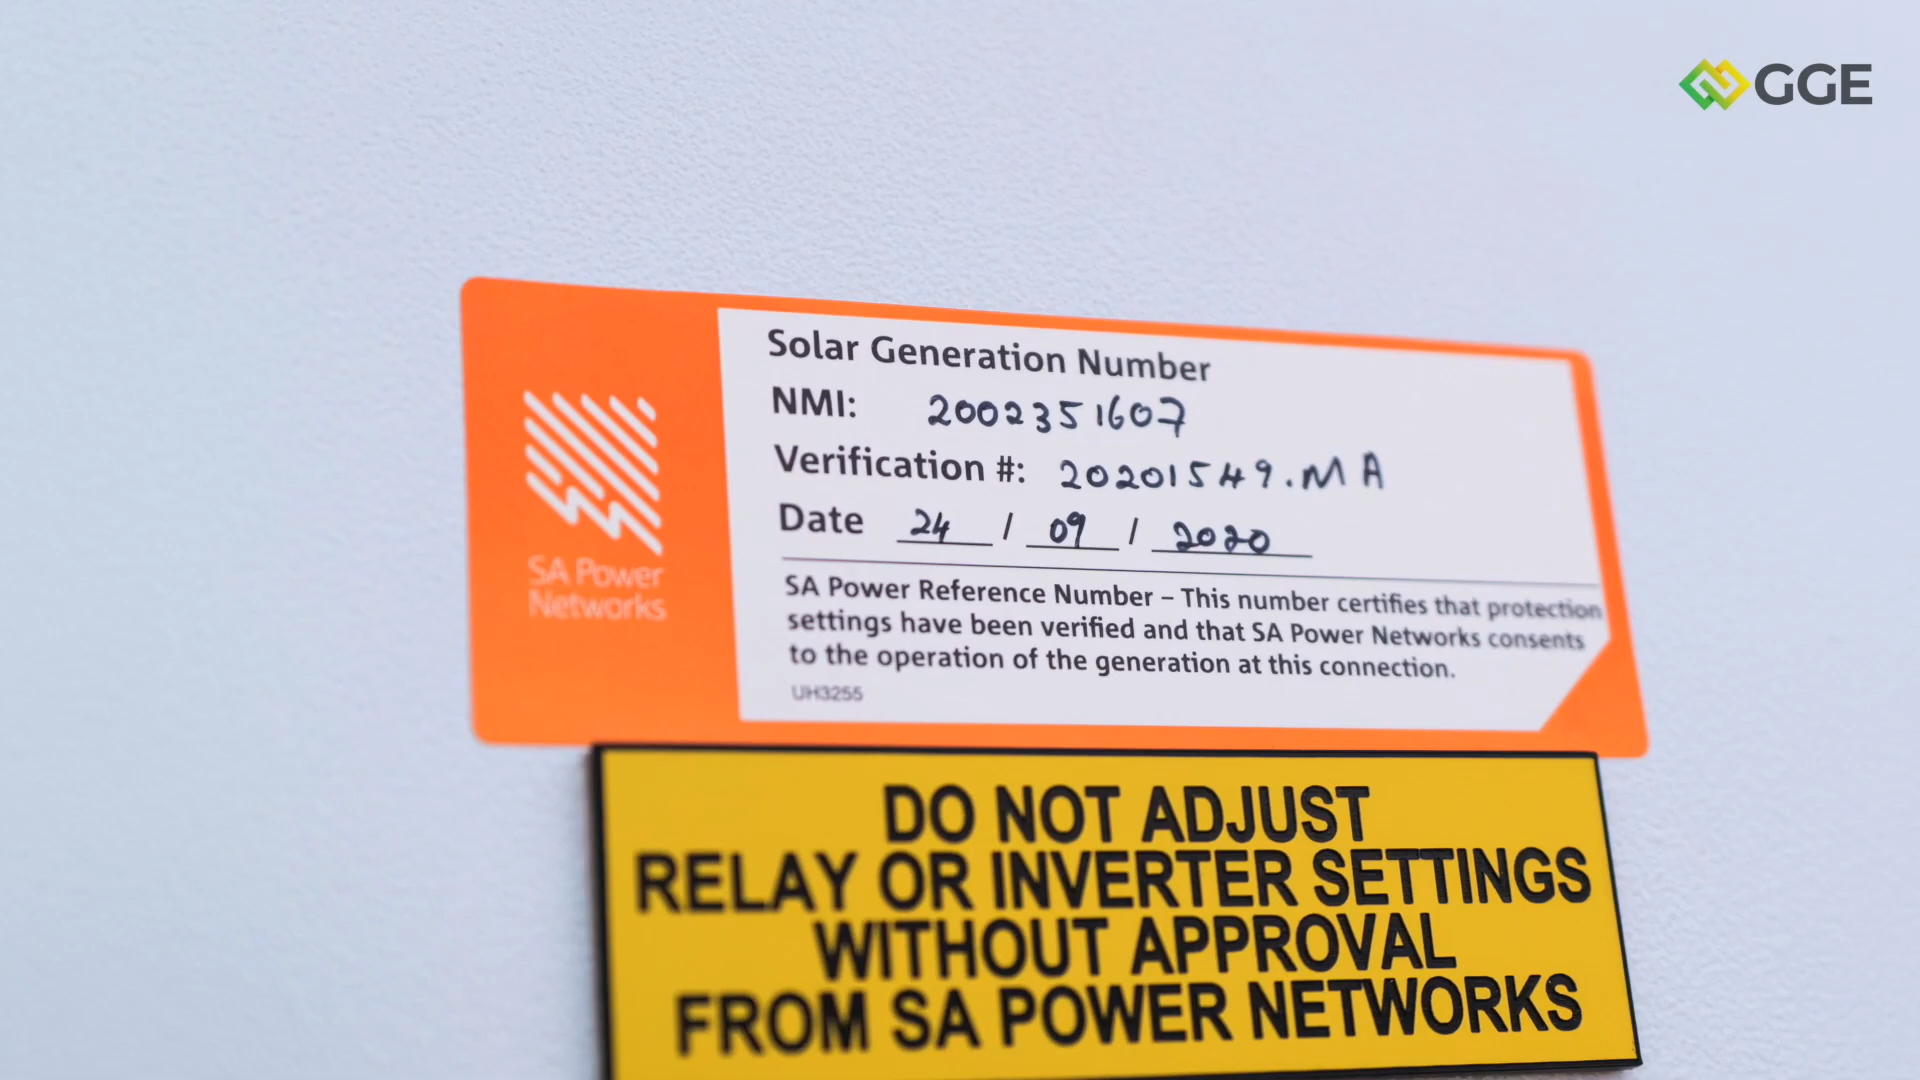 GGE
Solar Generation Number
NMI: 2002351607
Verification #: 20201549.MA
Date 24 / 09 / 2020
SA Power Reference Number – This number certifies that protection
settings have been verified and that SA Power Networks consents
to the operation of the generation at this connection.
UH3255
SA Power
Networks
DO NOT ADJUST
RELAY OR INVERTER SETTINGS
WITHOUT APPROVAL
FROM SA POWER NETWORKS